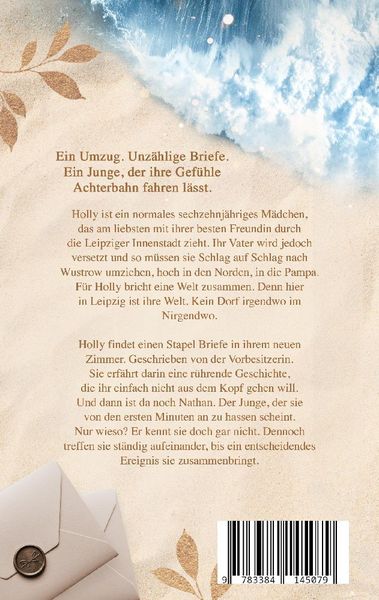 Ein Umzug. Unzählige Briefe.
Ein Junge, der ihre Gefühle
Achterbahn fahren lässt.
Holly ist ein normales sechzehnjähriges Mädchen,
das am liebsten mit ihrer besten Freundin durch
die Leipziger Innenstadt zieht. Ihr Vater wird jedoch
versetzt und so müssen sie Schlag auf Schlag nach
Wustrow umziehen, hoch in den Norden, in die Pampa.
Für Holly bricht eine Welt zusammen. Denn hier
in Leipzig ist ihre Welt. Kein Dorf irgendwo im
Nirgendwo.
Holly findet einen Stapel Briefe in ihrem neuen
Zimmer. Geschrieben von der Vorbesitzerin.
Sie erfährt darin eine rührende Geschichte,
die ihr einfach nicht aus dem Kopf gehen will.
Und dann ist da noch Nathan. Der Junge, der sie
von den ersten Minuten an zu hassen scheint.
Nur wieso? Er kennt sie doch gar nicht. Dennoch
treffen sie ständig aufeinander, bis ein entscheidendes
Ereignis sie zusammenbringt.
9 783384 145079